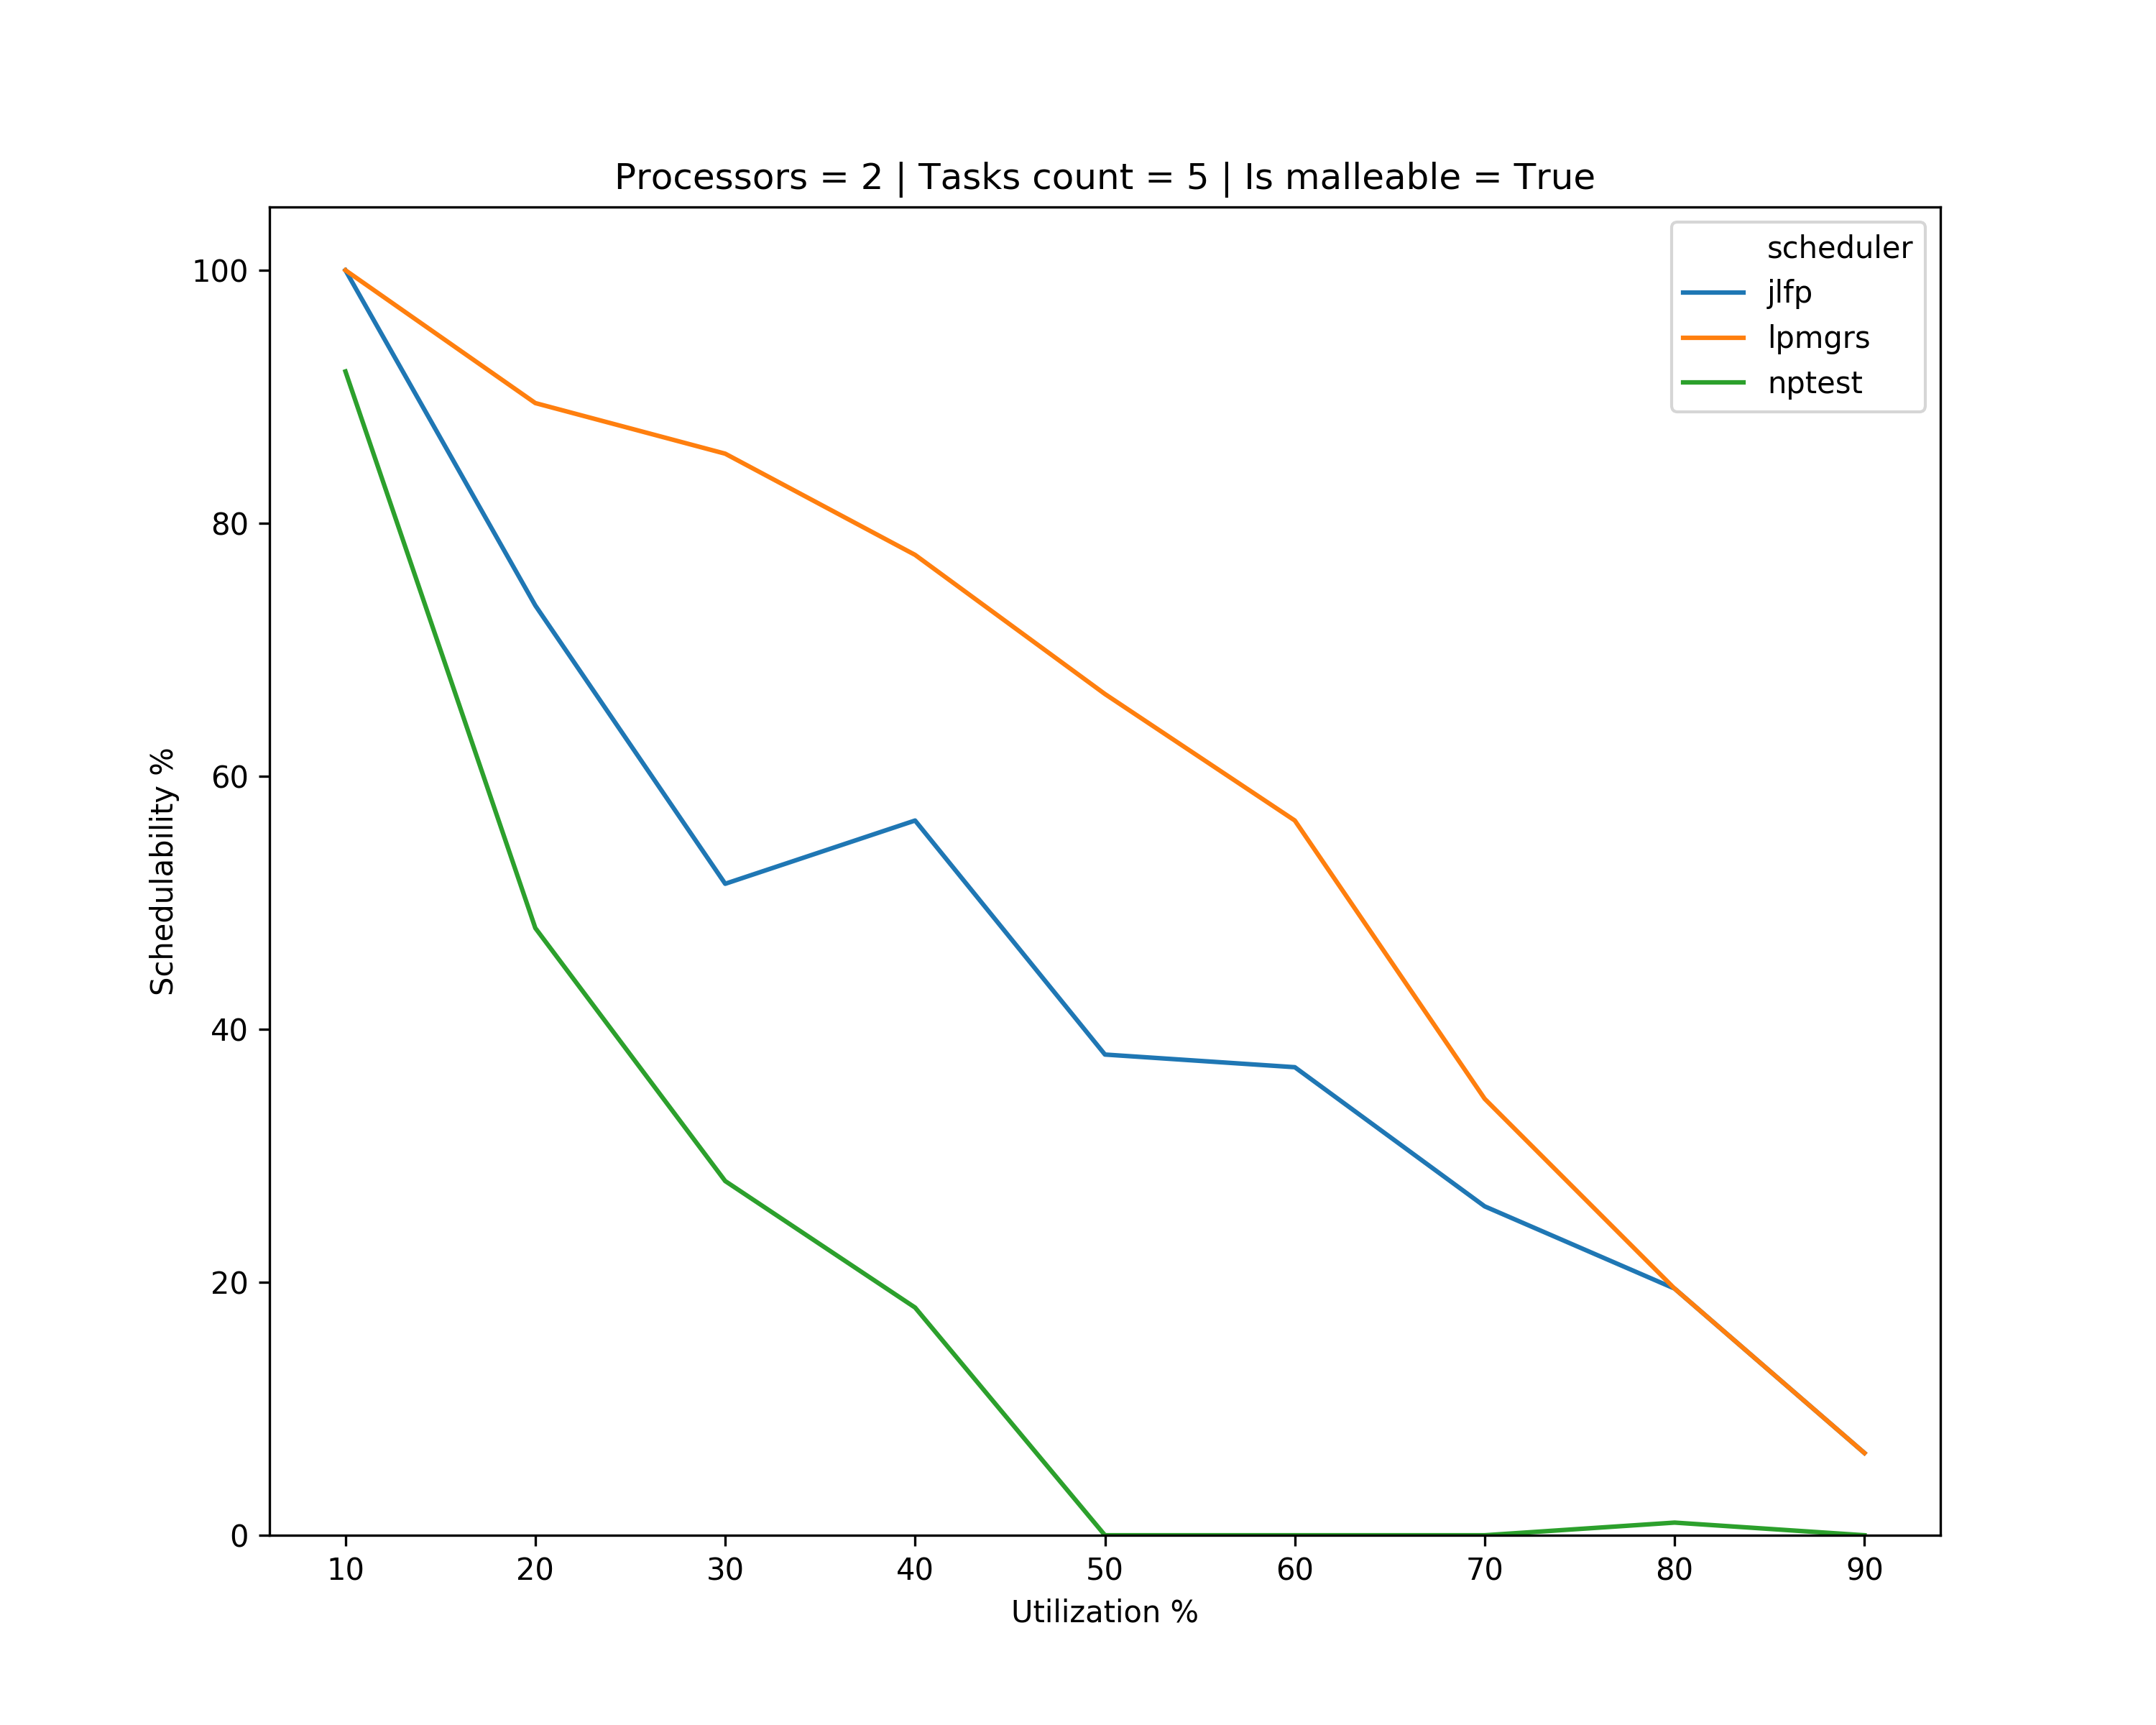 Processors = 2 | Tasks count = 5 | Is malleable = True
scheduler
jlfp
lpmgrs
nptest
100
80
60
40
20
0
Schedulability %
10 20 30 40 50 60 70 80 90
Utilization %